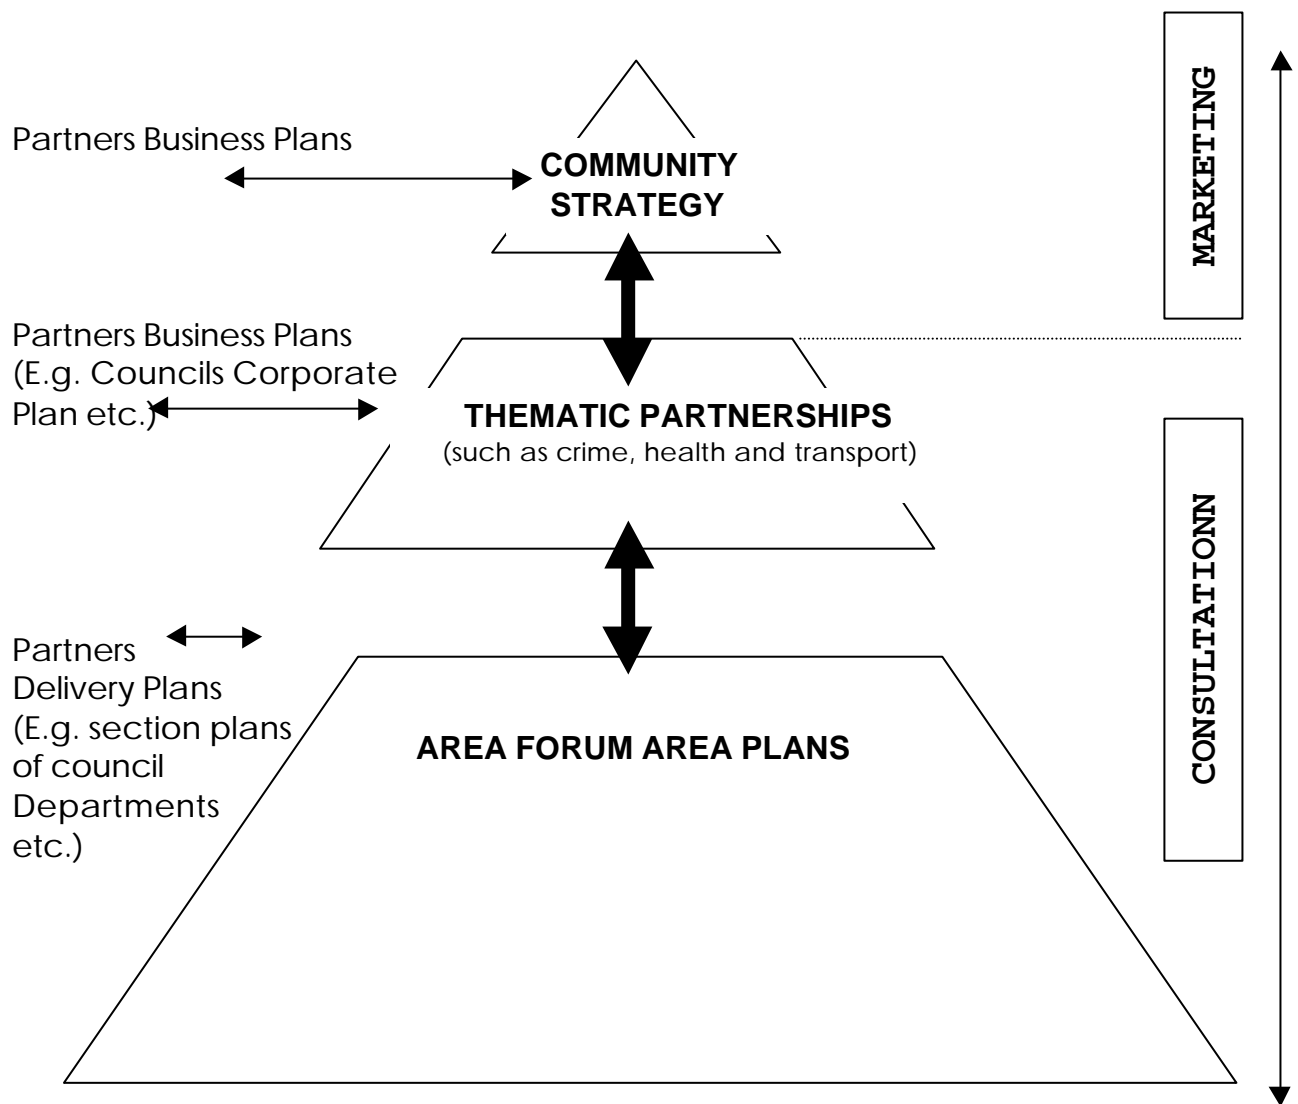 Partners Business Plans
COMMUNITY
STRATEGY
MARKETING
Partners Business Plans
(E.g. Councils Corporate
Plan etc.)
THEMATIC PARTNERSHIPS
(such as crime, health and transport)
CONSULTATIONN
Partners
Delivery Plans
(E.g. section plans
of council
Departments
etc.)
AREA FORUM AREA PLANS